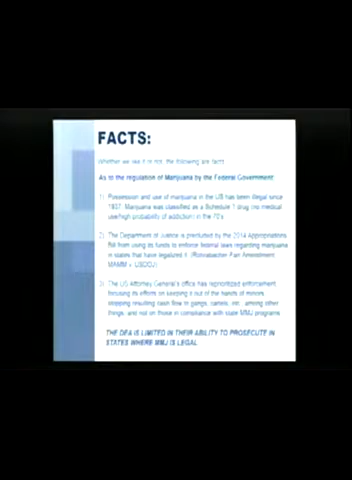 FACTS:
Whether we like it or not, the following are facts
As to the regulation of Marijuana by the Federal Government:
1) Possession and use of marijuana in the US has been illegal since
1937. Marijuana was classified as a Schedule 1 drug (no medical
use/high probability of addiction) in the 70's
2) The Department of Justice is precluded by the 2014 Appropriations
Bill from using its funds to enforce federal laws regarding marijuana
in states that have legalized it. (Rohrabacher Farr Amendment
MAMM v. USDOJ)
3) The US Attorney General's office has reprioritized enforcement
focusing its efforts on keeping it out of the hands of minors
stopping resulting cash flow to gangs, cartels, etc. among other
things, and not on those in compliance with state MMJ programs
THE DEA IS LIMITED IN THEIR ABILITY TO PROSECUTE IN
STATES WHERE MMJ IS LEGAL